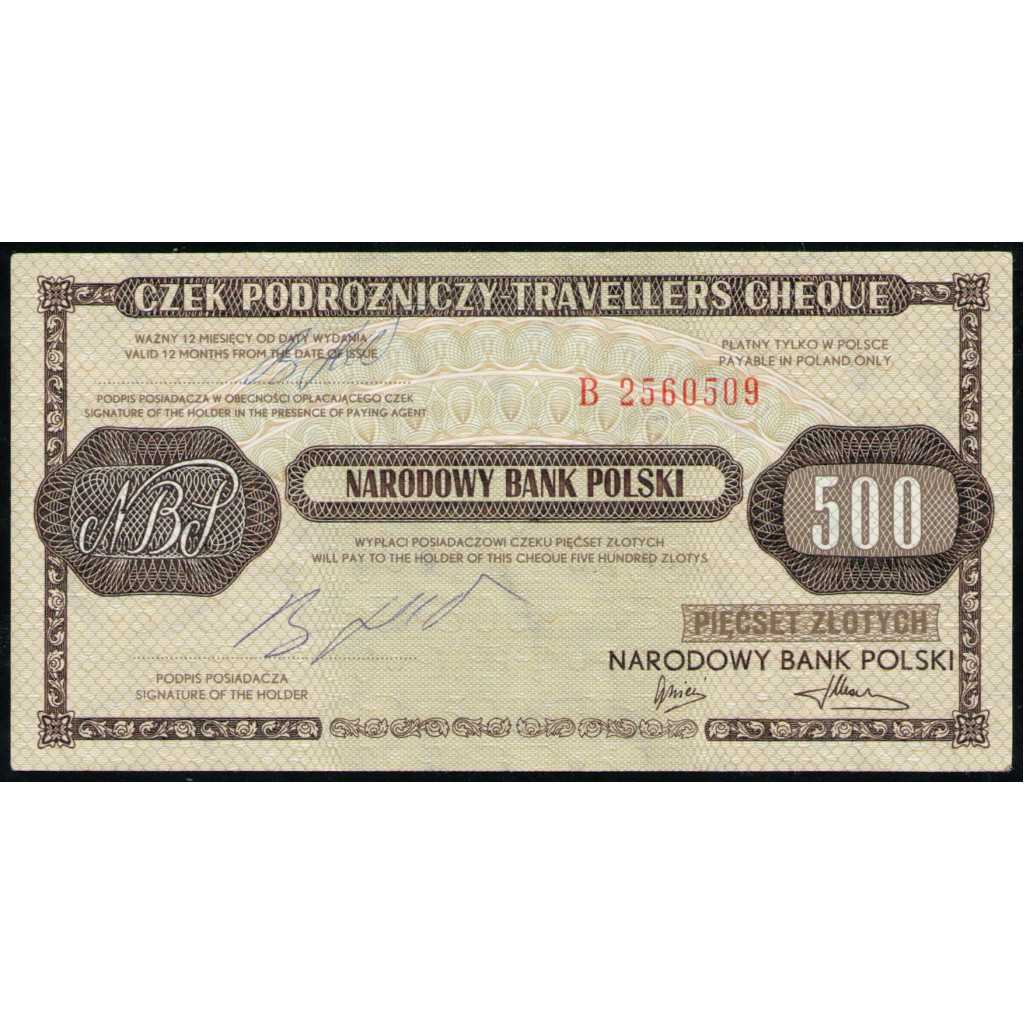 CZEK PODRÓŻNICZY-TRAVELLERS CHEQUE
WAŻNY 12 MIESIĘCY OD DATY WYDANIA
VALID 12 MONTHS FROM THE DATE OF ISSUE
PŁATNY TYLKO W POLSCE
PAYABLE IN POLAND ONLY
B 2560509
PODPIS POSIADACZA W OBECNOŚCI OPŁACAJĄCEGO CZEK
SIGNATURE OF THE HOLDER IN THE PRESENCE OF PAYING AGENT
NBP
NARODOWY BANK POLSKI
500
WYPŁACI POSIADACZOWI CZEKU PIĘĆSET ZŁOTYCH
WILL PAY TO THE HOLDER OF THIS CHEQUE FIVE HUNDRED ZLOTYS
PIĘĆSET ZŁOTYCH
NARODOWY BANK POLSKI
PODPIS POSIADACZA
SIGNATURE OF THE HOLDER